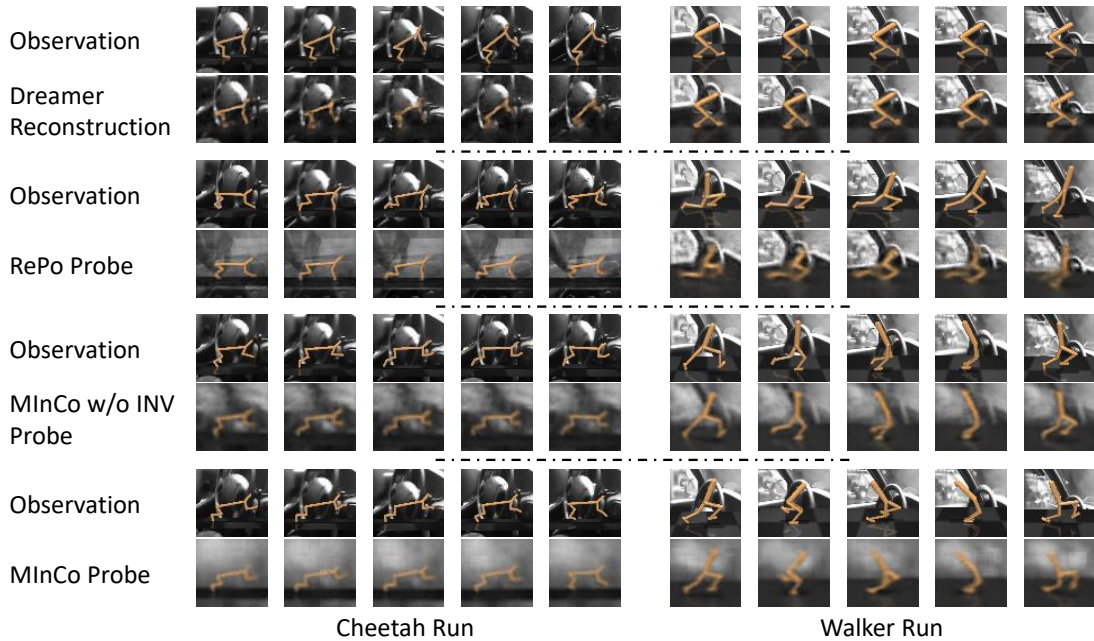 Observation
Dreamer
Reconstruction
Observation
RePo Probe
Observation
MInCo w/o INV
Probe
Observation
MInCo Probe
Cheetah Run
Walker Run